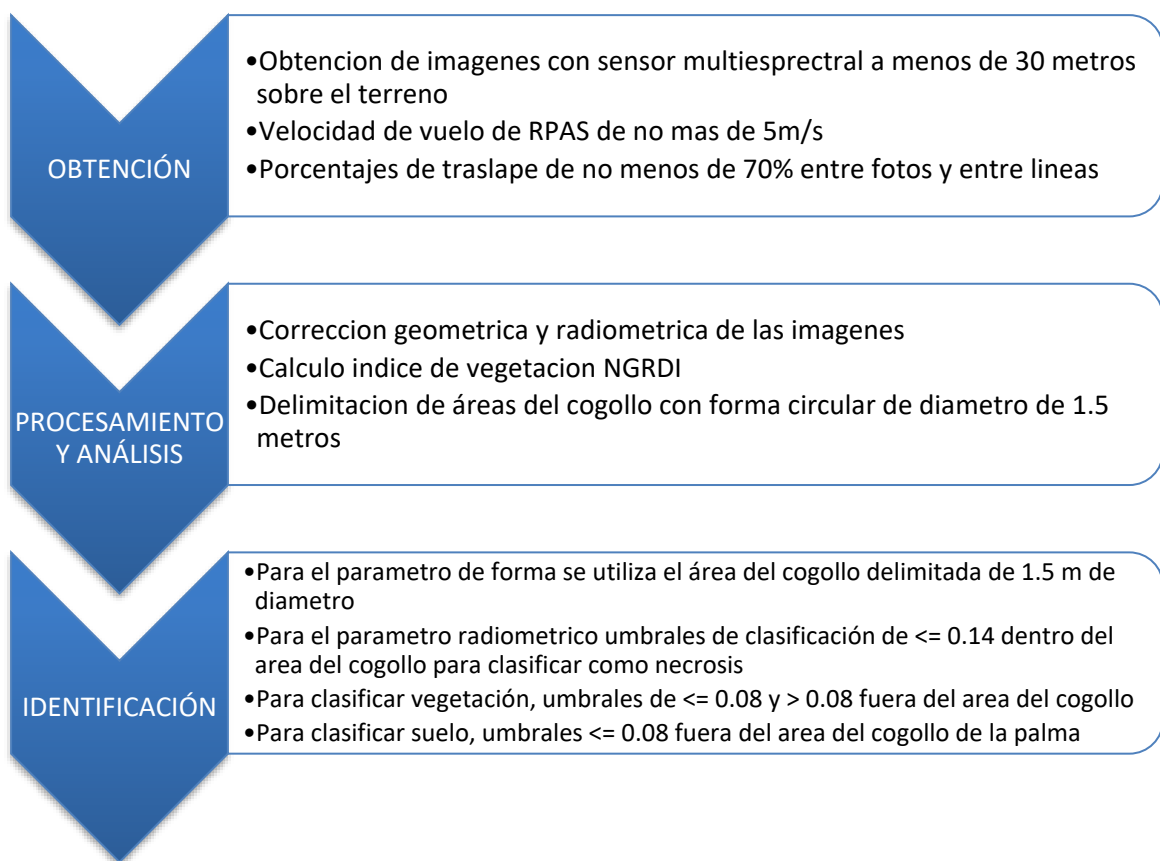 OBTENCIÓN
•Obtencion de imagenes con sensor multiesprectral a menos de 30 metros
sobre el terreno
•Velocidad de vuelo de RPAS de no mas de 5m/s
•Porcentajes de traslape de no menos de 70% entre fotos y entre lineas
PROCESAMIENTO
Y ANÁLISIS
•Correccion geometrica y radiometrica de las imagenes
•Calculo indice de vegetacion NGRDI
•Delimitacion de áreas del cogollo con forma circular de diametro de 1.5
metros
IDENTIFICACIÓN
•Para el parametro de forma se utiliza el área del cogollo delimitada de 1.5 m de
diametro
•Para el parametro radiometrico umbrales de clasificación de <= 0.14 dentro del
area del cogollo para clasificar como necrosis
•Para clasificar vegetación, umbrales de <= 0.08 y > 0.08 fuera del area del cogollo
•Para clasificar suelo, umbrales <= 0.08 fuera del area del cogollo de la palma